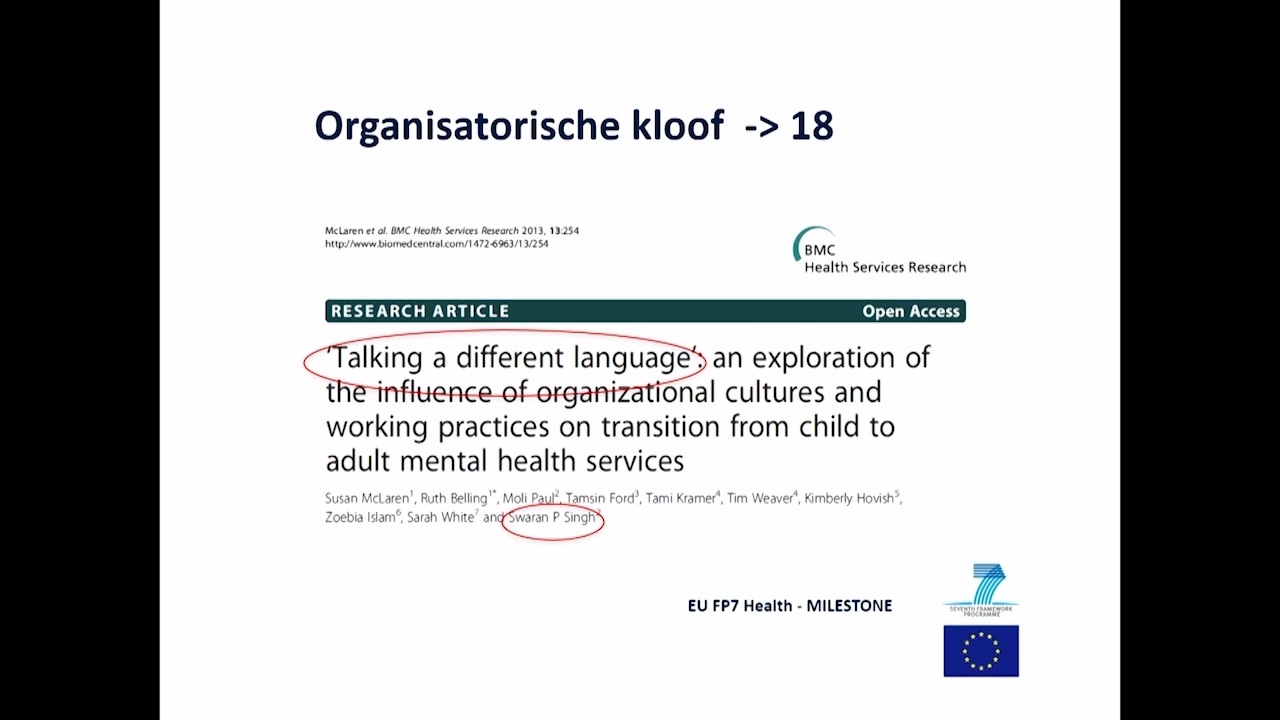 Organisatorische kloof -> 18
McLaren et al. BMC Health Services Research 2013, 13:254
http://www.biomedcentral.com/1472-6963/13/254
BMC
Health Services Research
RESEARCH ARTICLE Open Access
'Talking a different language': an exploration of
the influence of organizational cultures and
working practices on transition from child to
adult mental health services
Susan McLaren1, Ruth Belling1*, Moli Paul2, Tamsin Ford3, Tami Kramer4, Tim Weaver4, Kimberly Hovish5,
Zoebia Islam6, Sarah White7 and Swaran P Singh
EU FP7 Health - MILESTONE
SEVENTH FRAMEWORK
PROGRAMME